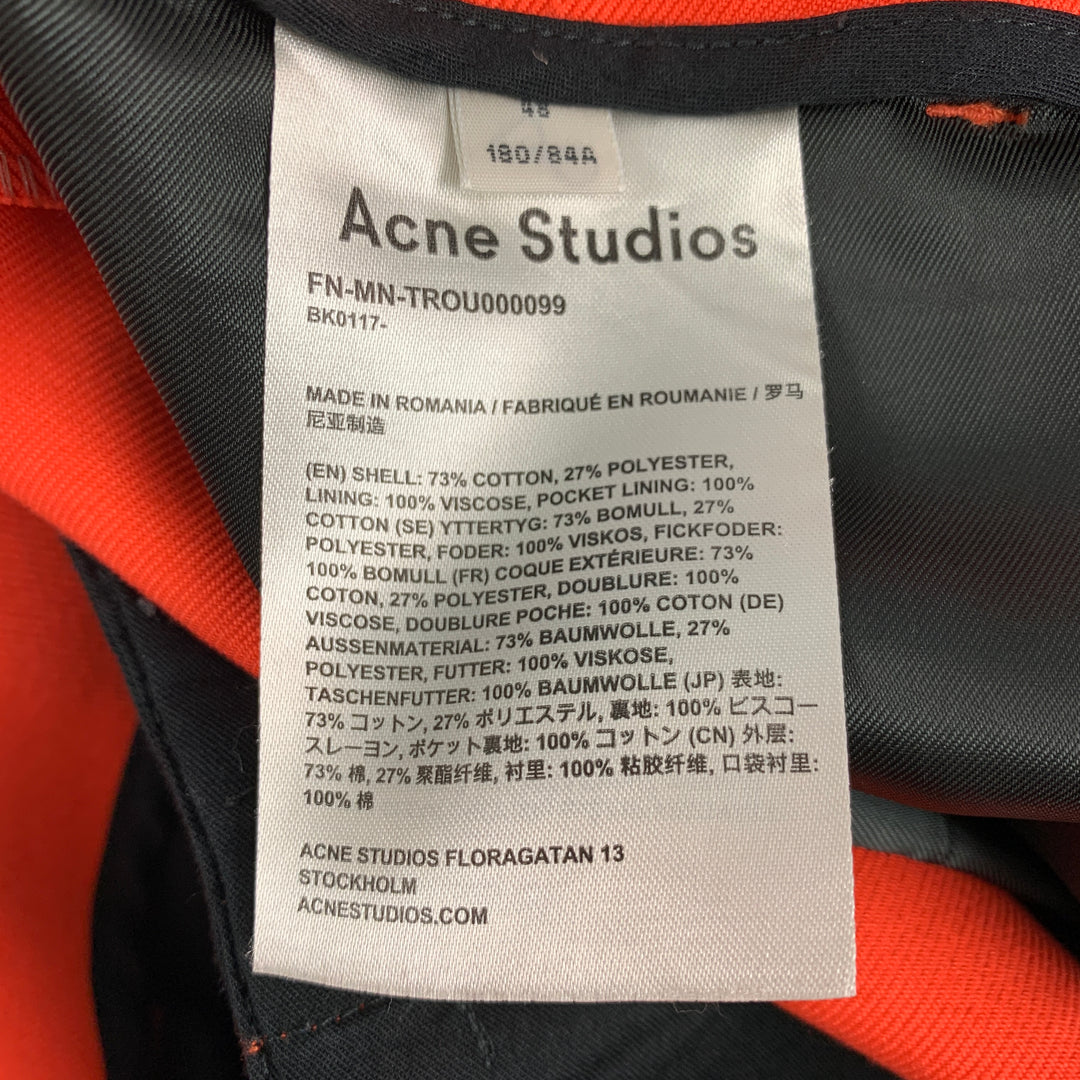 48
180/84A
Acne Studios
FN-MN-TROU000099
BK0117-
MADE IN ROMANIA / FABRIQUÉ EN ROUMANIE / 罗马
尼亚制造
(EN) SHELL: 73% COTTON, 27% POLYESTER,
LINING: 100% VISCOSE, POCKET LINING: 100%
COTTON (SE) YTTERTYG: 73% BOMULL, 27%
POLYESTER, FODER: 100% VISKOS, FICKFODER:
100% BOMULL (FR) COQUE EXTÉRIEURE: 73%
COTON, 27% POLYESTER, DOUBLURE: 100%
VISCOSE, DOUBLURE POCHE: 100% COTON (DE)
AUSSENMATERIAL: 73% BAUMWOLLE, 27%
POLYESTER, FUTTER: 100% VISKOSE,
TASCHENFUTTER: 100% BAUMWOLLE (JP) 表地:
73% コットン, 27% ポリエステル, 裏地: 100% ビスコー
スレーヨン, ポケット裏地: 100% コットン (CN) 外层:
73% 棉, 27% 聚酯纤维, 衬里: 100% 粘胶纤维, 口袋衬里:
100% 棉
ACNE STUDIOS FLORAGATAN 13
STOCKHOLM
ACNESTUDIOS.COM